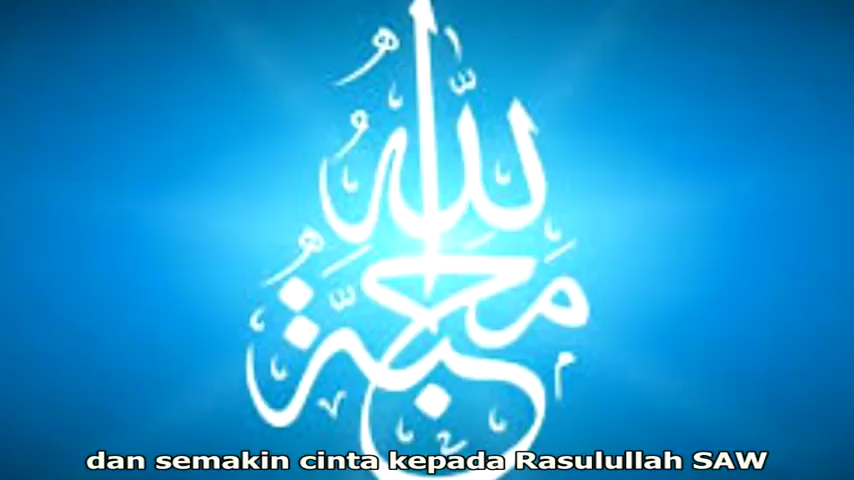 محبة الله
dan semakin cinta kepada Rasulullah SAW